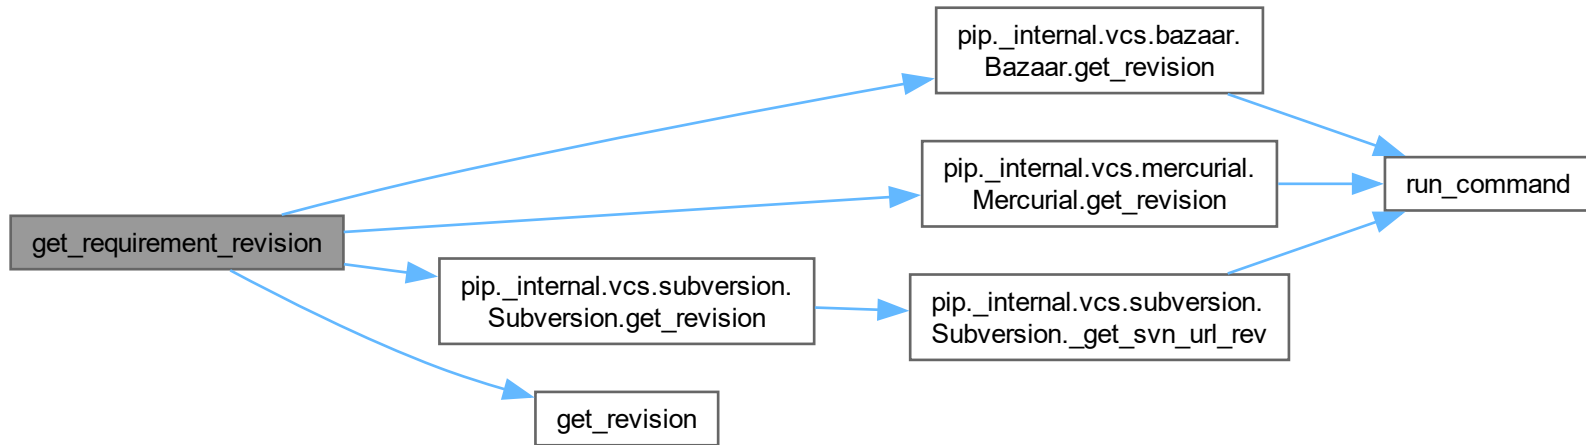 pip._internal.vcs.bazaar.
Bazaar.get_revision
pip._internal.vcs.mercurial.
Mercurial.get_revision
run_command
get_requirement_revision
pip._internal.vcs.subversion.
Subversion.get_revision
pip._internal.vcs.subversion.
Subversion._get_svn_url_rev
get_revision